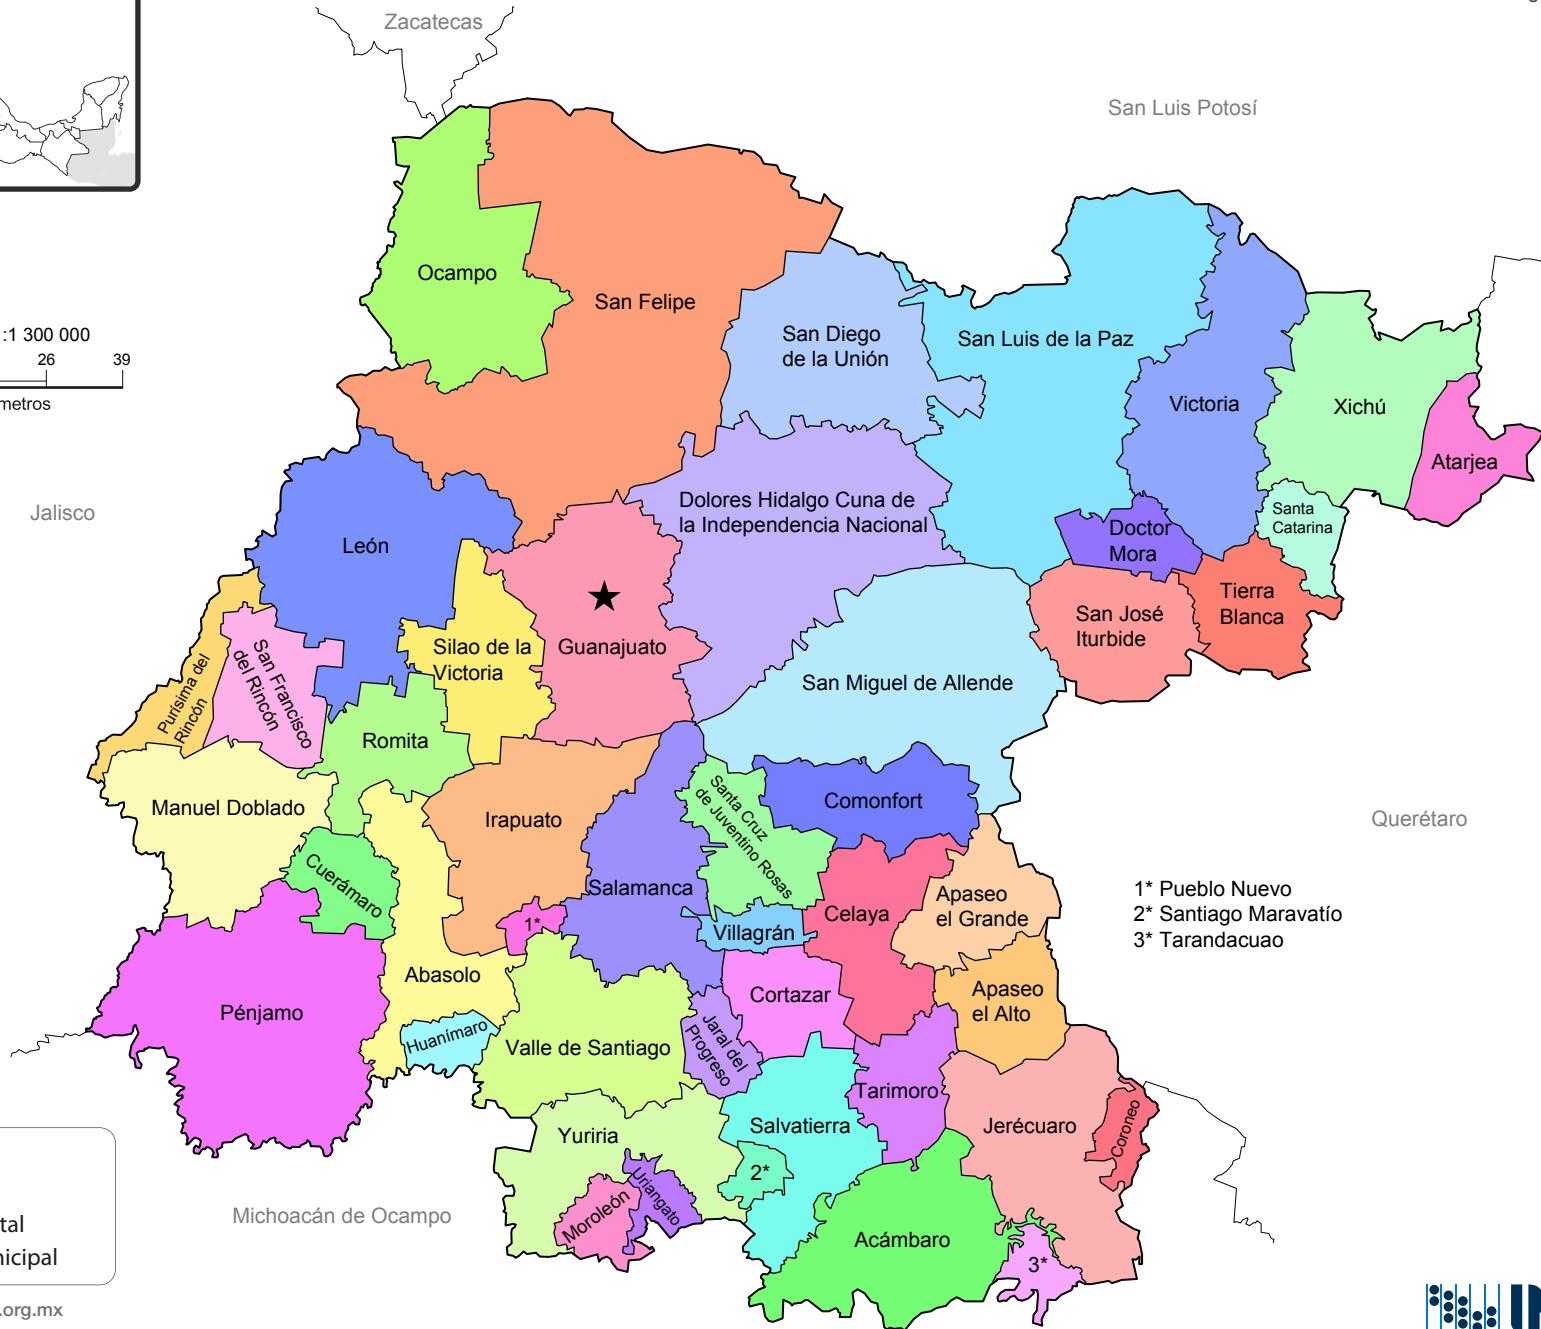 Zacatecas
San Luis Potosí
:1 300 000
26
39
metros
Jalisco
Querétaro
Michoacán de Ocampo
Ocampo
San Felipe
San Diego
de la Unión
San Luis de la Paz
Victoria
Xichú
Atarjea
Santa
Catarina
Doctor
Mora
Tierra
Blanca
San José
Iturbide
Dolores Hidalgo Cuna de
la Independencia Nacional
León
Guanajuato
Silao de la
Victoria
San Miguel de Allende
Purísima del
Rincón
San Francisco
del Rincón
Romita
Manuel Doblado
Irapuato
Santa Cruz
de Juventino Rosas
Comonfort
Cuerámaro
Salamanca
Celaya
Apaseo
el Grande
1* Pueblo Nuevo
2* Santiago Maravatío
3* Tarandacuao
1*
Villagrán
Abasolo
Cortazar
Apaseo
el Alto
Pénjamo
Huanímaro
Valle de Santiago
Jaral del
Progreso
Tarimoro
Salvatierra
Jerécuaro
Coroneo
Yuriria
2*
Moroleón
Uriangato
Acámbaro
3*
tal
nicipal
.org.mx